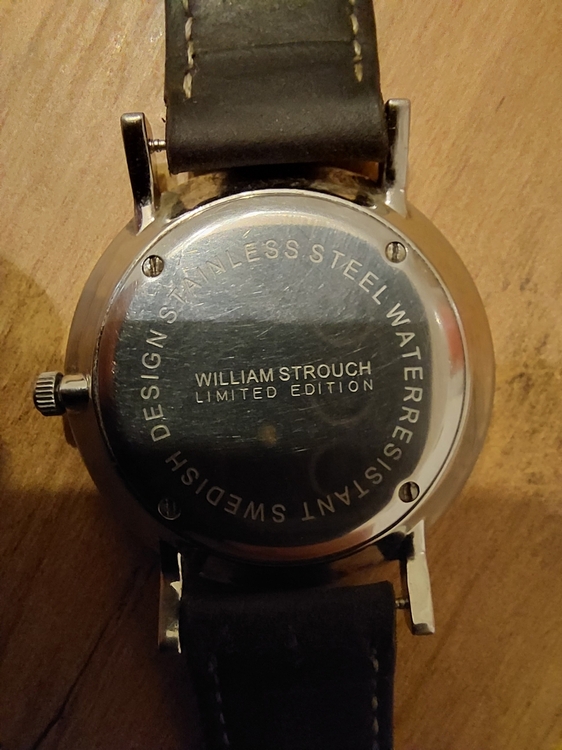 WILLIAM STROUCH
LIMITED EDITION
STAINLESS STEEL WATERRESISTANT SWEDISH DESIGN